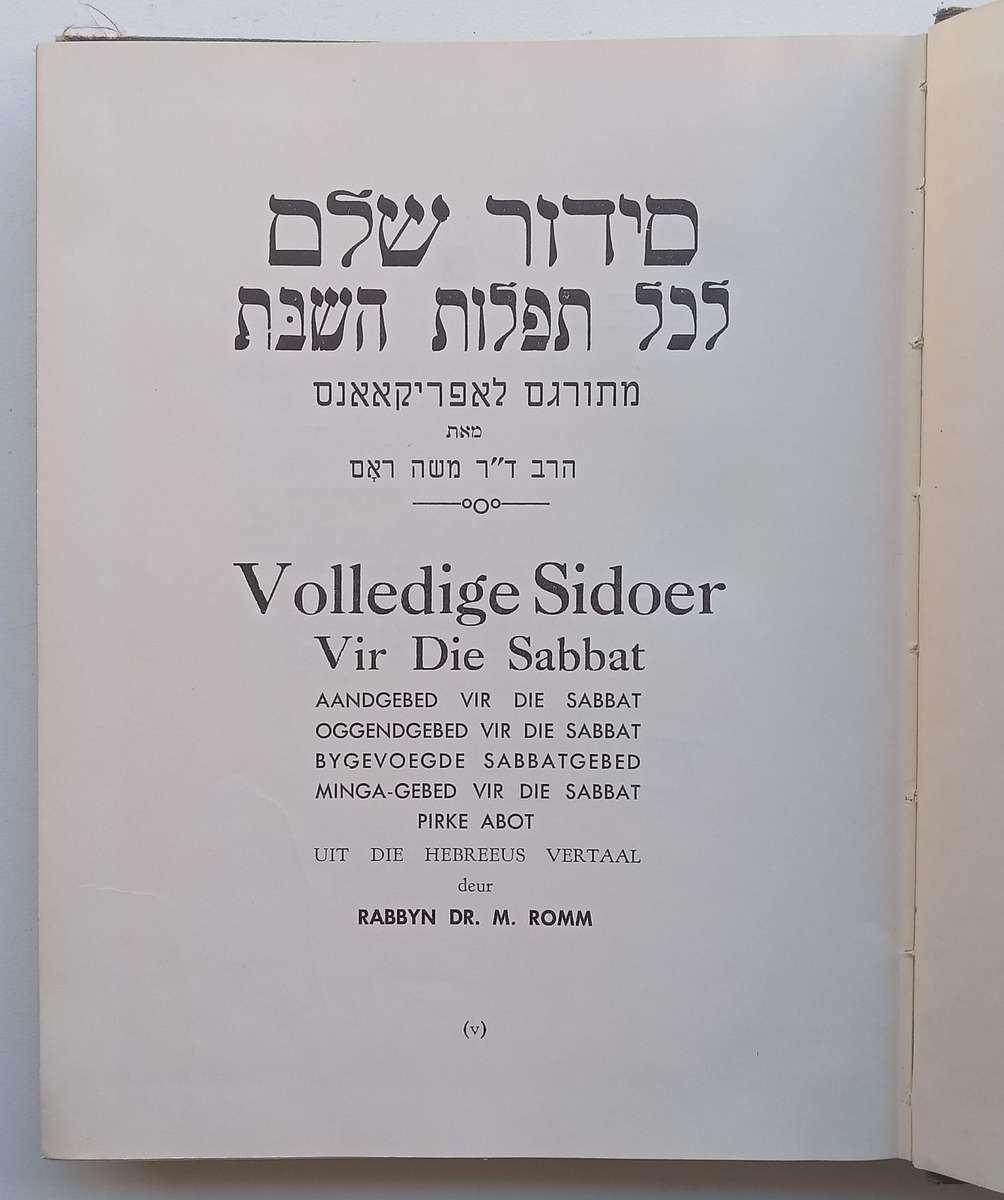 סידור שלם
לכל תפלות השבּת
מתורגם לאפריקאאנס
מאת
הרב ד״ר משה ראָם
Volledige Sidoer
Vir Die Sabbat
AANDGEBED VIR DIE SABBAT
OGGENDGEBED VIR DIE SABBAT
BYGEVOEGDE SABBATGEBED
MINGA-GEBED VIR DIE SABBAT
PIRKE ABOT
UIT DIE HEBREEUS VERTAAL
deur
RABBYN DR. M. ROMM
(v)